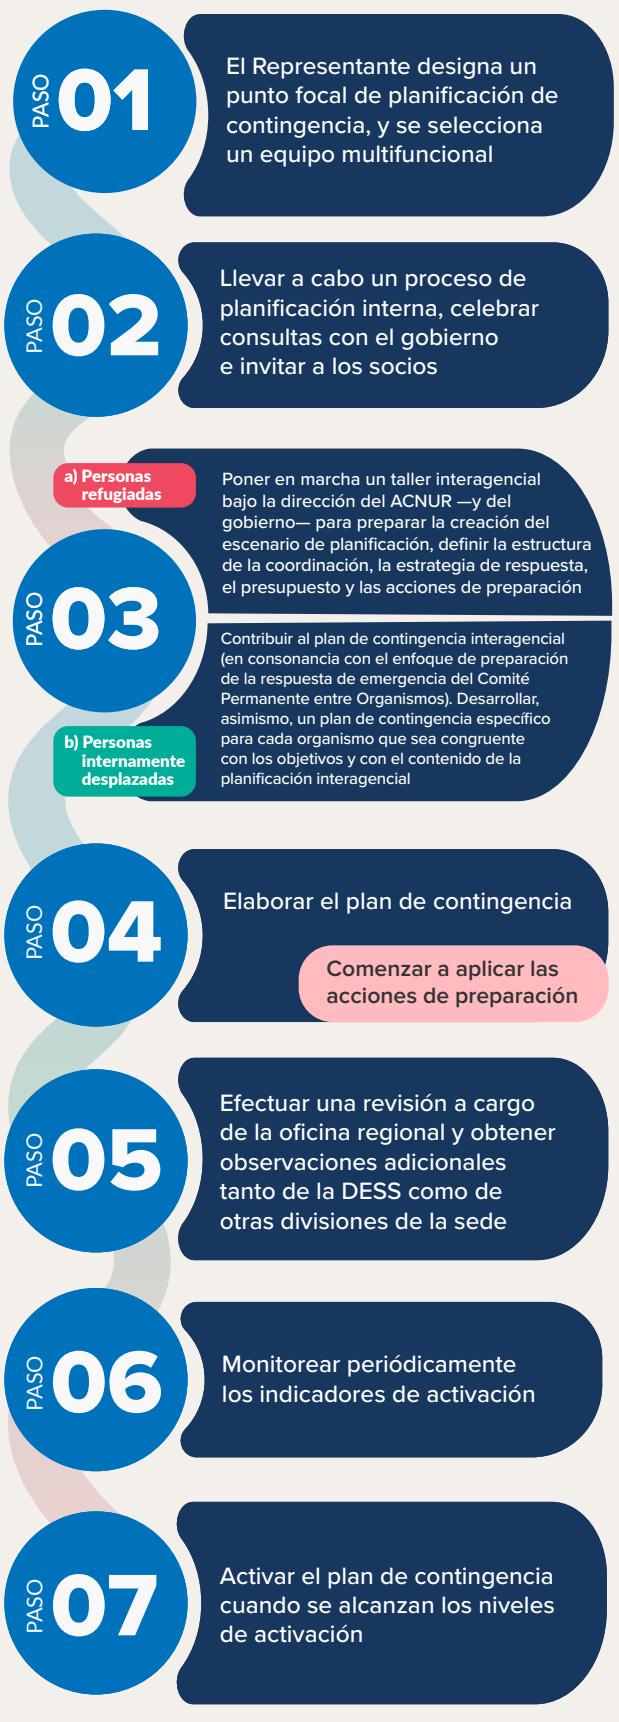 PASO 01
El Representante designa un
punto focal de planificación de
contingencia, y se selecciona
un equipo multifuncional
PASO 02
Llevar a cabo un proceso de
planificación interna, celebrar
consultas con el gobierno
e invitar a los socios
PASO 03
a) Personas
refugiadas
Poner en marcha un taller interagencial
bajo la dirección del ACNUR —y del
gobierno— para preparar la creación del
escenario de planificación, definir la estructura
de la coordinación, la estrategia de respuesta,
el presupuesto y las acciones de preparación
b) Personas
internamente
desplazadas
Contribuir al plan de contingencia interagencial
(en consonancia con el enfoque de preparación
de la respuesta de emergencia del Comité
Permanente entre Organismos). Desarrollar,
asimismo, un plan de contingencia específico
para cada organismo que sea congruente
con los objetivos y con el contenido de la
planificación interagencial
PASO 04
Elaborar el plan de contingencia
Comenzar a aplicar las
acciones de preparación
PASO 05
Efectuar una revisión a cargo
de la oficina regional y obtener
observaciones adicionales
tanto de la DESS como de
otras divisiones de la sede
PASO 06
Monitorear periódicamente
los indicadores de activación
PASO 07
Activar el plan de contingencia
cuando se alcanzan los niveles
de activación